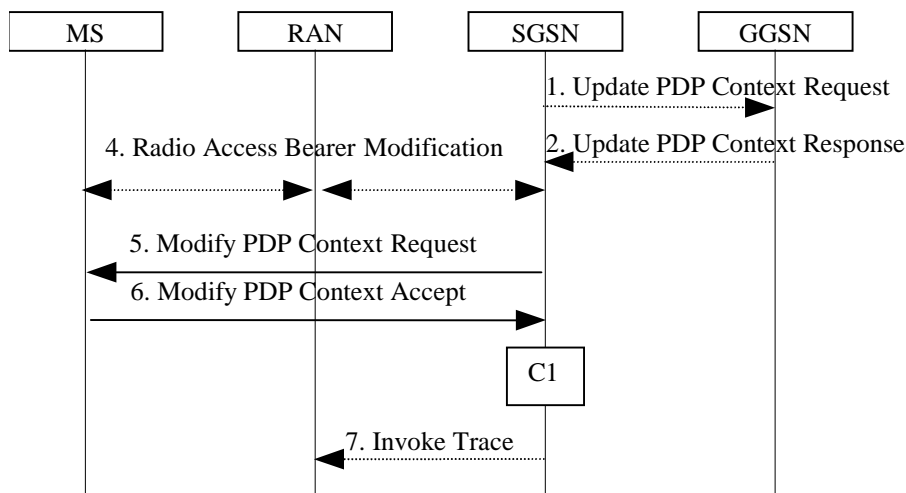 MS RAN SGSN GGSN
1. Update PDP Context Request
2. Update PDP Context Response
4. Radio Access Bearer Modification
5. Modify PDP Context Request
6. Modify PDP Context Accept
C1
7. Invoke Trace